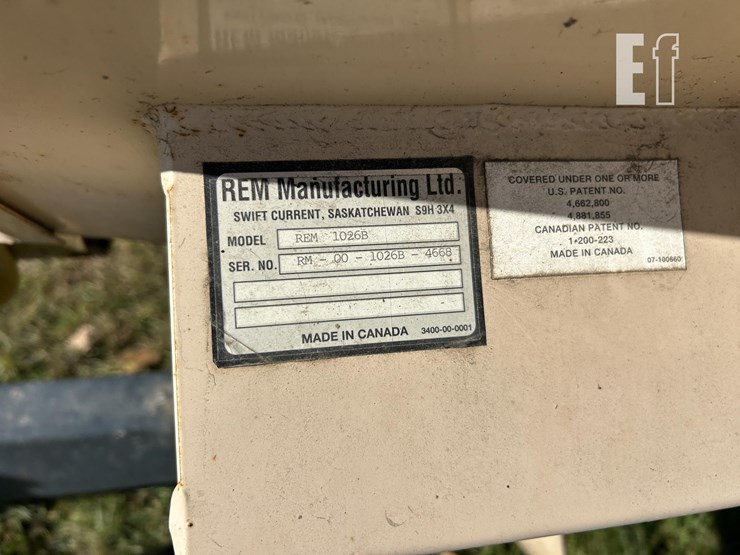 Ef
REM Manufacturing Ltd.
SWIFT CURRENT, SASKATCHEWAN S9H 3X4
MODEL REM 1026B
SER. NO. RM - 00 - 1026B - 4668
MADE IN CANADA 3400-00-0001
COVERED UNDER ONE OR MORE
U.S. PATENT NO.
4,662,800
4,881,855
CANADIAN PATENT NO.
1•200-223
MADE IN CANADA
07-100660